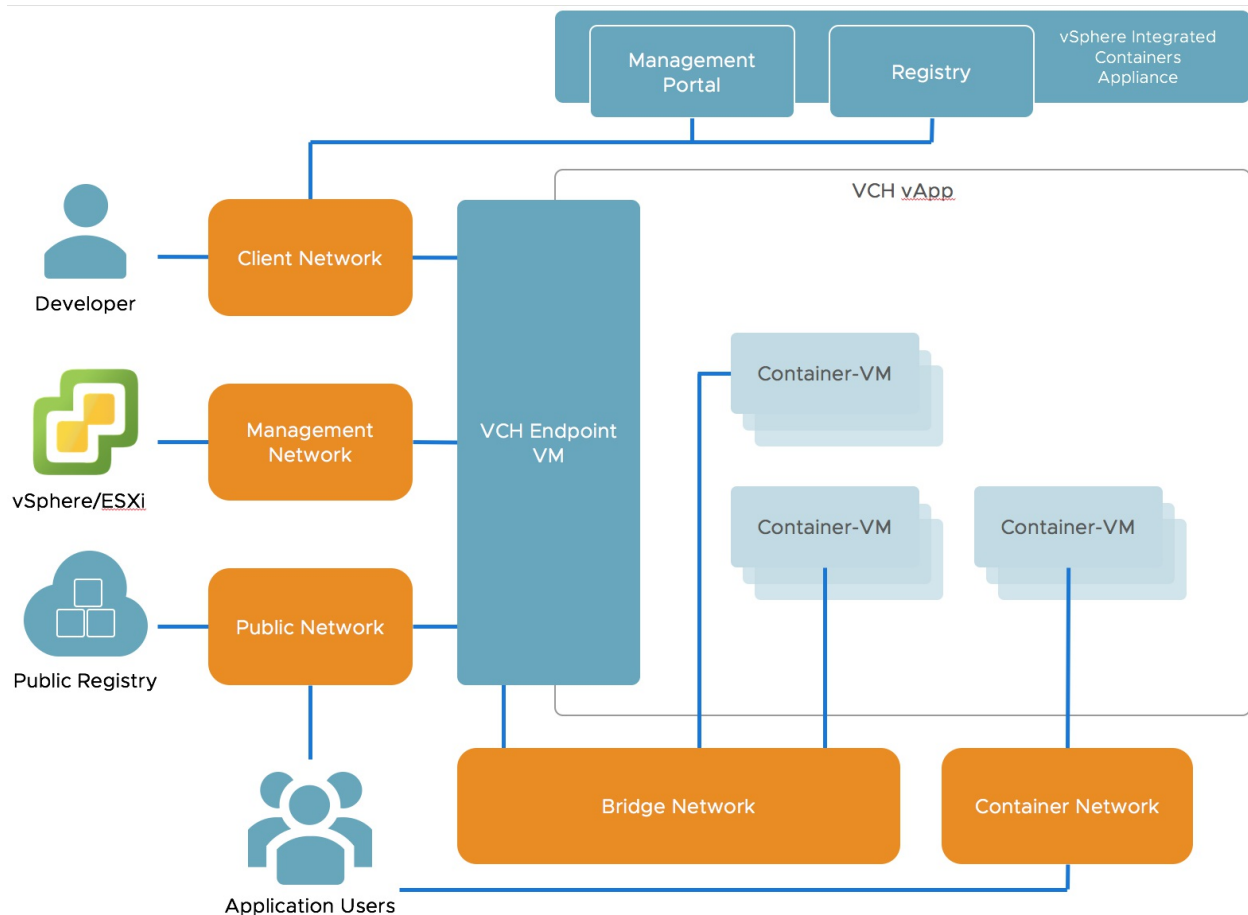 vSphere Integrated
Containers
Appliance
Management
Portal
Registry
VCH vApp
Developer
Client Network
vSphere/ESXi
Management
Network
VCH Endpoint
VM
Container-VM
Container-VM
Container-VM
Public Registry
Public Network
Bridge Network
Container Network
Application Users